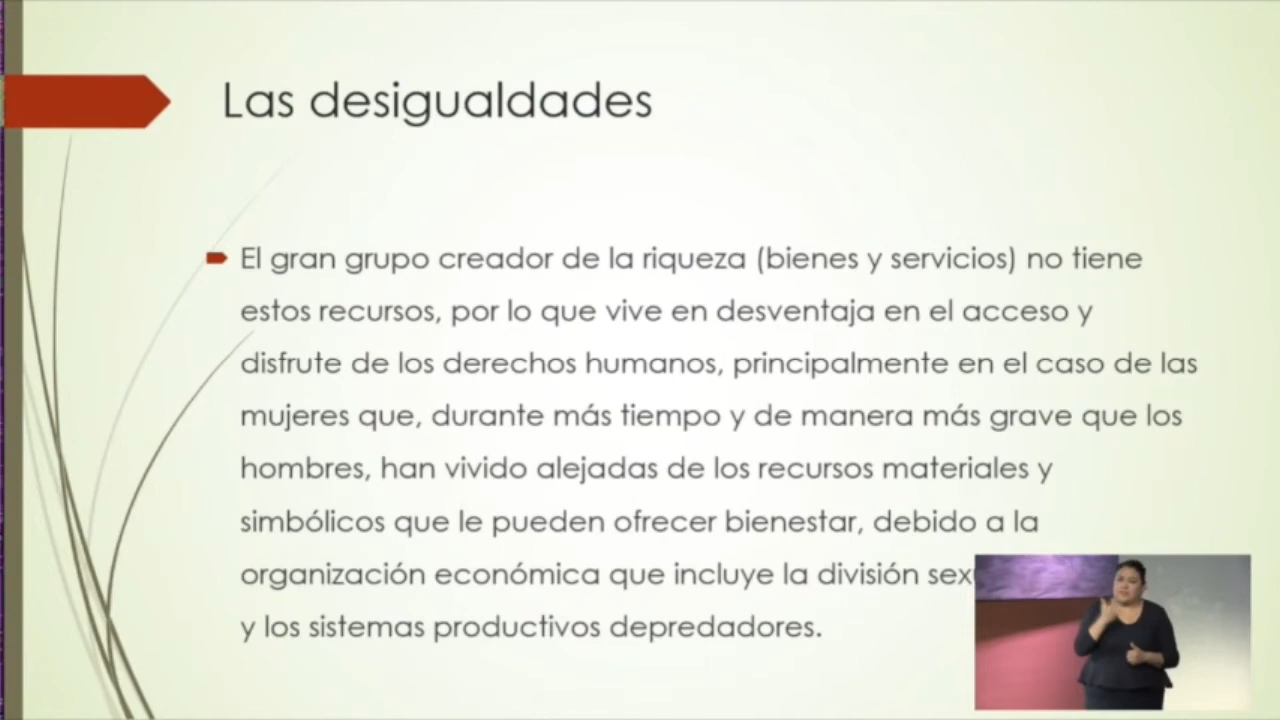 Las desigualdades
El gran grupo creador de la riqueza (bienes y servicios) no tiene
estos recursos, por lo que vive en desventaja en el acceso y
disfrute de los derechos humanos, principalmente en el caso de las
mujeres que, durante más tiempo y de manera más grave que los
hombres, han vivido alejadas de los recursos materiales y
simbólicos que le pueden ofrecer bienestar, debido a la
organización económica que incluye la división
y los sistemas productivos depredadores.